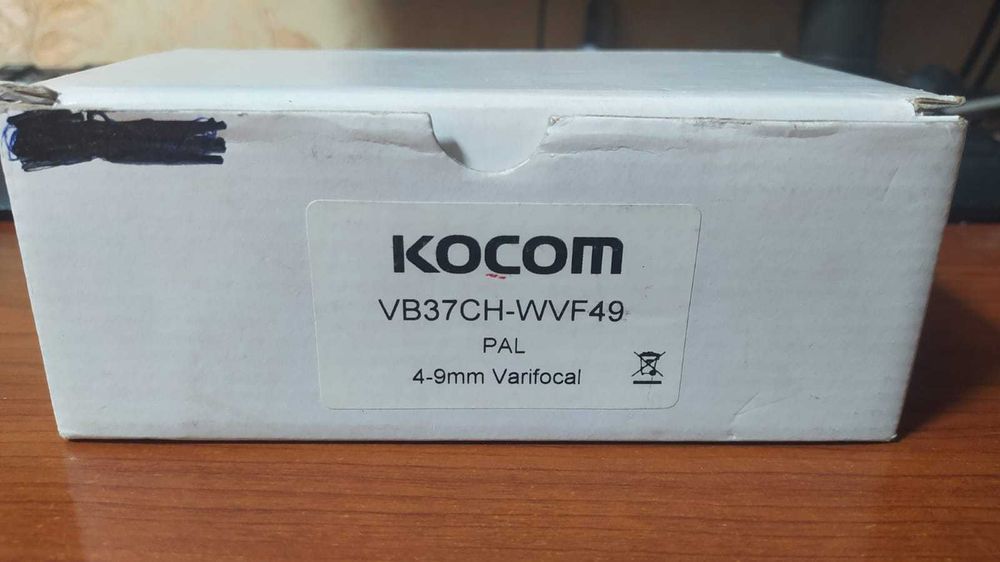 KOCOM
VB37CH-WVF49
PAL
4-9mm Varifocal